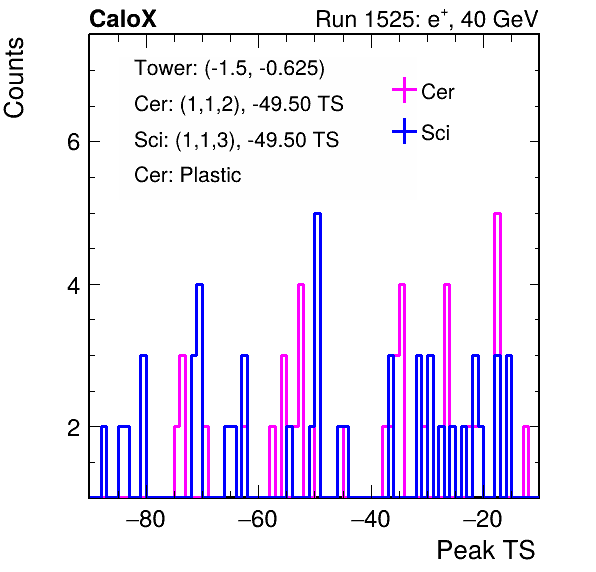 CaloX Run 1525: e⁺, 40 GeV
Counts
Tower: (-1.5, -0.625)
Cer: (1,1,2), -49.50 TS
Sci: (1,1,3), -49.50 TS
Cer: Plastic
Cer
Sci
6
4
2
−80 −60 −40 −20
Peak TS